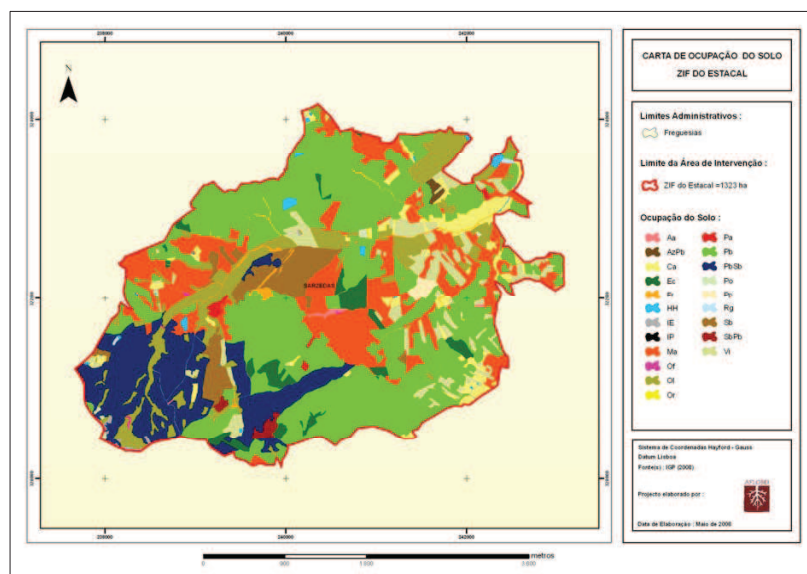 CARTA DE OCUPAÇÃO DO SOLO
ZIF DO ESTACAL
N
Limites Administrativos :
Freguesias
Limite da Área de Intervenção :
ZIF do Estacal =1323 ha
Ocupação do Solo :
Aa
AzPb
Ca
Ec
HH
IE
IP
Ma
Of
Ol
Or
Pa
Pb
PbSb
Po
Rg
Sb
SbPb
Vi
Sistema de Coordenadas Hayford - Gauss
Datum Lisboa
Projecto elaborado por :
Data de Elaboração : Maio de 2008
240000
242000
metros
0